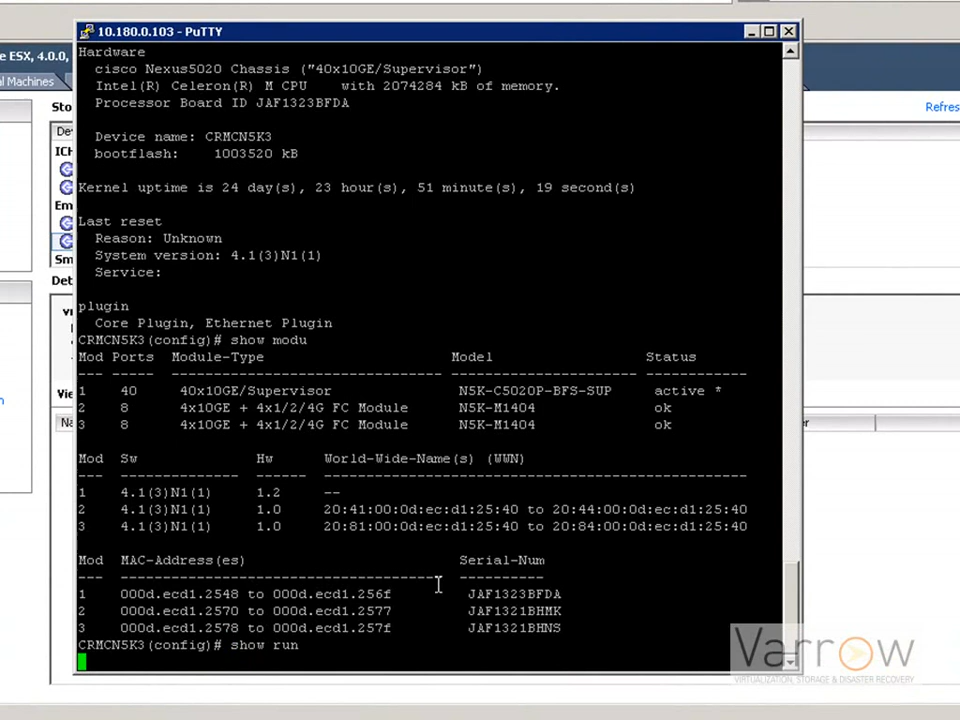 10.180.0.103 - PuTTY
e ESX, 4.0.0,
al Machines
Sto
Refres
De
ICH
Em
Sm
Det
Vie
Na
Hardware
cisco Nexus5020 Chassis ("40x10GE/Supervisor")
Intel(R) Celeron(R) M CPU    with 2074284 kB of memory.
Processor Board ID JAF1323BFDA
Device name: CRMCN5K3
bootflash:    1003520 kB
Kernel uptime is 24 day(s), 23 hour(s), 51 minute(s), 19 second(s)
Last reset
Reason: Unknown
System version: 4.1(3)N1(1)
Service:
plugin
Core Plugin, Ethernet Plugin
CRMCN5K3(config)# show modu
Mod Ports  Module-Type                      Model                  Status
--- -----  -------------------------------- ---------------------- ------------
1   40     40x10GE/Supervisor               N5K-C5020P-BFS-SUP     active *
2   8      4x10GE + 4x1/2/4G FC Module      N5K-M1404              ok
3   8      4x10GE + 4x1/2/4G FC Module      N5K-M1404              ok
Mod  Sw              Hw      World-Wide-Name(s) (WWN)
---  --------------  ------  --------------------------------------------------
1    4.1(3)N1(1)     1.2     --
2    4.1(3)N1(1)     1.0     20:41:00:0d:ec:d1:25:40 to 20:44:00:0d:ec:d1:25:40
3    4.1(3)N1(1)     1.0     20:81:00:0d:ec:d1:25:40 to 20:84:00:0d:ec:d1:25:40
Mod  MAC-Address(es)                         Serial-Num
---  --------------------------------------  ----------
1    000d.ecd1.2548 to 000d.ecd1.256f         JAF1323BFDA
2    000d.ecd1.2570 to 000d.ecd1.2577         JAF1321BHMK
3    000d.ecd1.2578 to 000d.ecd1.257f         JAF1321BHNS
CRMCN5K3(config)# show run
Varrow
VIRTUALIZATION, STORAGE & DISASTER RECOVERY